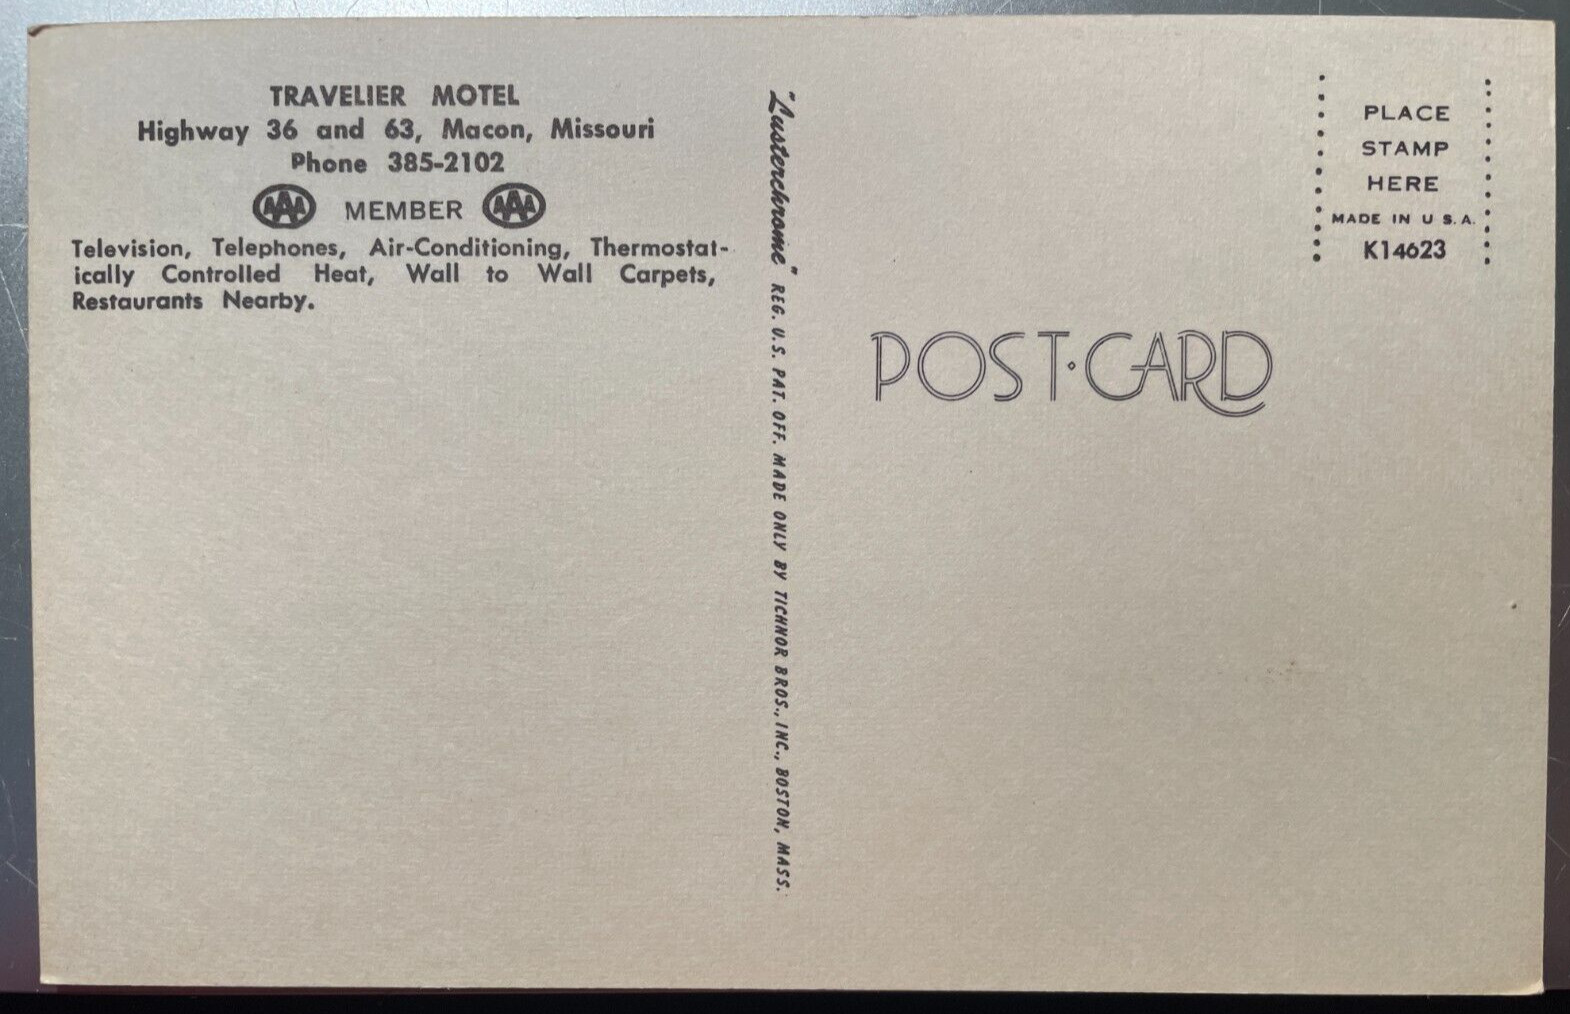 TRAVELIER MOTEL
Highway 36 and 63, Macon, Missouri
Phone 385-2102
AAA MEMBER AAA
Television, Telephones, Air-Conditioning, Thermostat-
ically Controlled Heat, Wall to Wall Carpets,
Restaurants Nearby.
"Lusterchrome" REG. U.S. PAT. OFF. MADE ONLY BY TICHNOR BROS., INC., BOSTON, MASS.
PLACE
STAMP
HERE
MADE IN U S. A.
K14623
POST·CARD